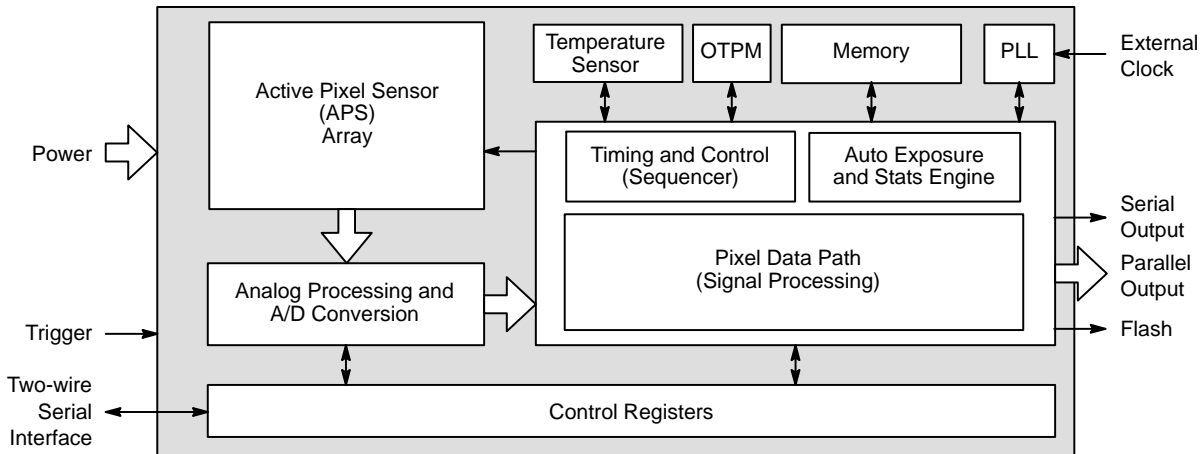 Temperature
Sensor
OTPM
Memory
PLL
External
Clock
Active Pixel Sensor
(APS)
Array
Power
Timing and Control
(Sequencer)
Auto Exposure
and Stats Engine
Serial
Output
Pixel Data Path
(Signal Processing)
Parallel
Output
Analog Processing and
A/D Conversion
Trigger
Flash
Two-wire
Serial
Interface
Control Registers